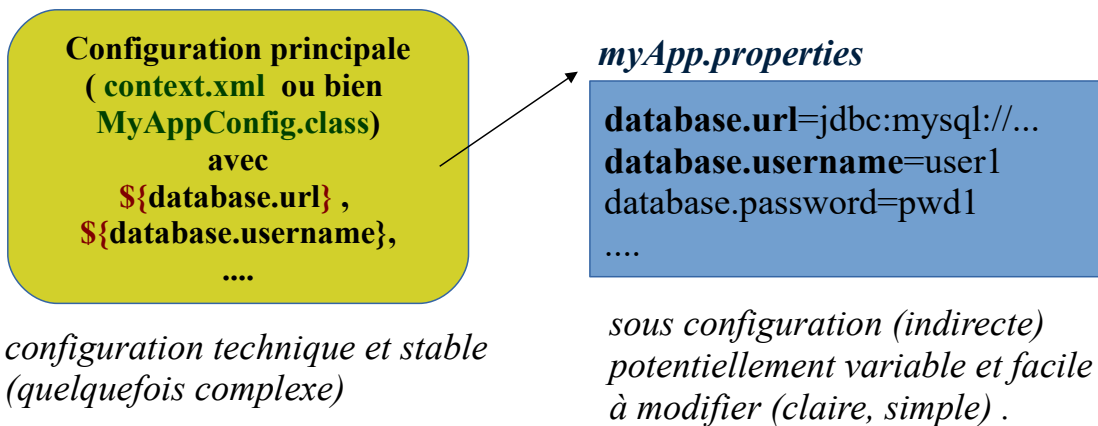 Configuration principale
( context.xml ou bien
MyAppConfig.class)
avec
${database.url} ,
${database.username},
....
configuration technique et stable
(quelquefois complexe)
myApp.properties
database.url=jdbc:mysql://...
database.username=user1
database.password=pwd1
....
sous configuration (indirecte)
potentiellement variable et facile
à modifier (claire, simple) .